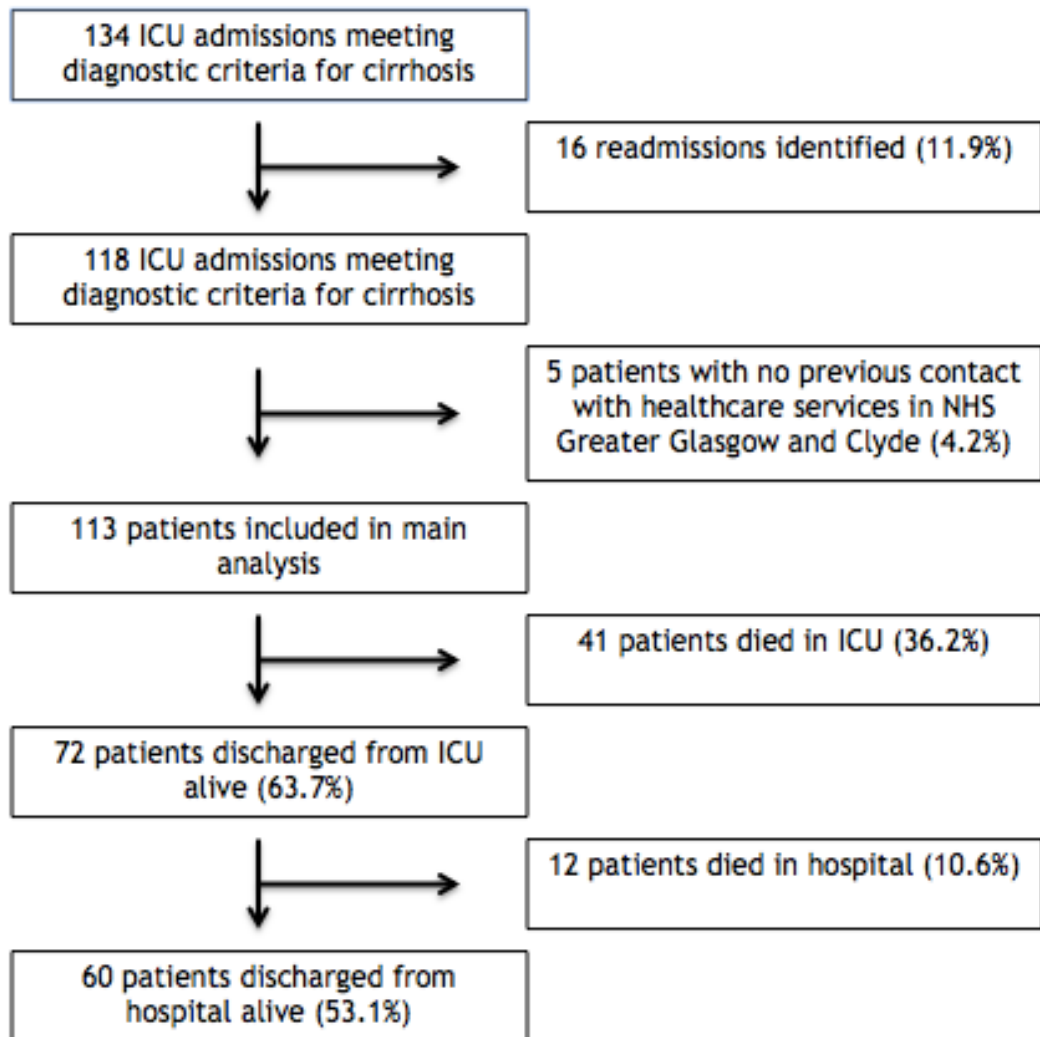 134 ICU admissions meeting
diagnostic criteria for cirrhosis
16 readmissions identified (11.9%)
118 ICU admissions meeting
diagnostic criteria for cirrhosis
5 patients with no previous contact
with healthcare services in NHS
Greater Glasgow and Clyde (4.2%)
113 patients included in main
analysis
41 patients died in ICU (36.2%)
72 patients discharged from ICU
alive (63.7%)
12 patients died in hospital (10.6%)
60 patients discharged from
hospital alive (53.1%)